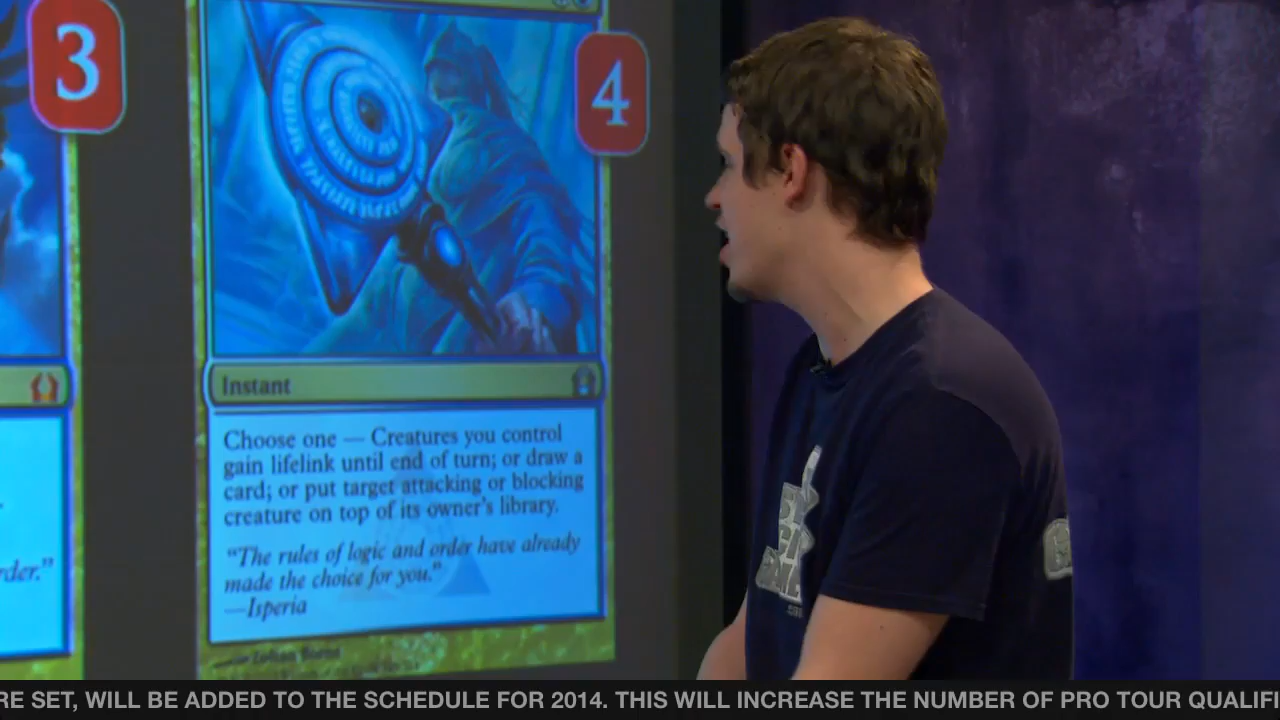 3
4
Instant
Choose one — Creatures you control
gain lifelink until end of turn; or draw a
card; or put target attacking or blocking
creature on top of its owner's library.
"The rules of logic and order have already
made the choice for you."
—Isperia
rder."
RE SET, WILL BE ADDED TO THE SCHEDULE FOR 2014. THIS WILL INCREASE THE NUMBER OF PRO TOUR QUALIFI